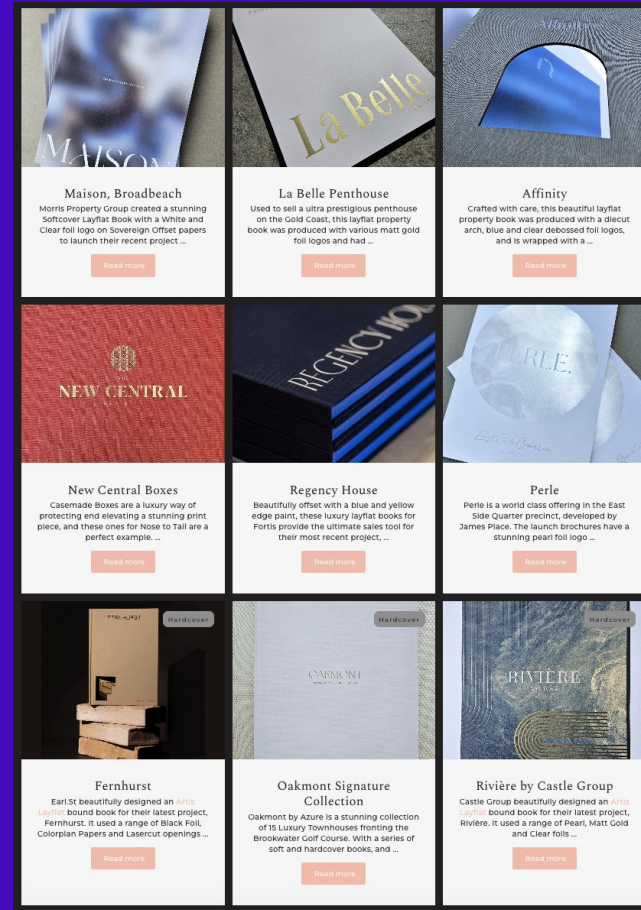 MAISON
La Belle
Affinity
Maison, Broadbeach
Morris Property Group created a stunning
Softcover Layflat Book with a White and
Clear foil logo on Sovereign Offset papers
to launch their recent project ...
Read more
La Belle Penthouse
Used to sell a ultra prestigious penthouse
on the Gold Coast, this layflat property
book was produced with various matt gold
foil logos and had ...
Read more
Affinity
Crafted with care, this beautiful layflat
property book was produced with a diecut
arch, blue and clear debossed foil logos,
and is wrapped with a ...
Read more
NEW CENTRAL
REGENCY HOU
PERLE.
New Central Boxes
Casemade Boxes are a luxury way of
protecting end elevating a stunning print
piece, and these ones for Nose to Tail are a
perfect example. ...
Read more
Regency House
Beautifully offset with a blue and yellow
edge paint, these luxury layflat books for
Fortis provide the ultimate sales tool for
their most recent project, ...
Read more
Perle
Perle is a world class offering in the East
Side Quarter precinct, developed by
James Place. The launch brochures have a
stunning pearl foil logo ...
Read more
FERNHURST
Hardcover
OAKMONT
Hardcover
RIVIÈRE
Hardcover
Fernhurst
Earl.St beautifully designed an Artis
Layflat bound book for their latest project,
Fernhurst. It used a range of Black Foil,
Colorplan Papers and Lasercut openings ...
Read more
Oakmont Signature
Collection
Oakmont by Azure is a stunning collection
of 15 Luxury Townhouses fronting the
Brookwater Golf Course. With a series of
soft and hardcover books, and ...
Read more
Rivière by Castle Group
Castle Group beautifully designed an Artis
Layflat bound book for their latest project,
Rivière. It used a range of Pearl, Matt Gold
and Clear foils ...
Read more